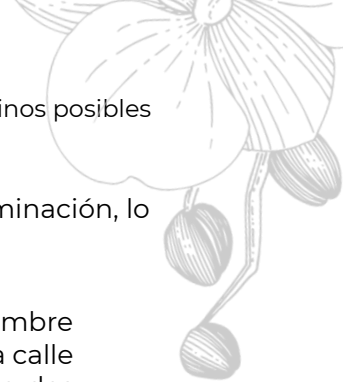 inos posibles
minación, lo
mbre
a calle